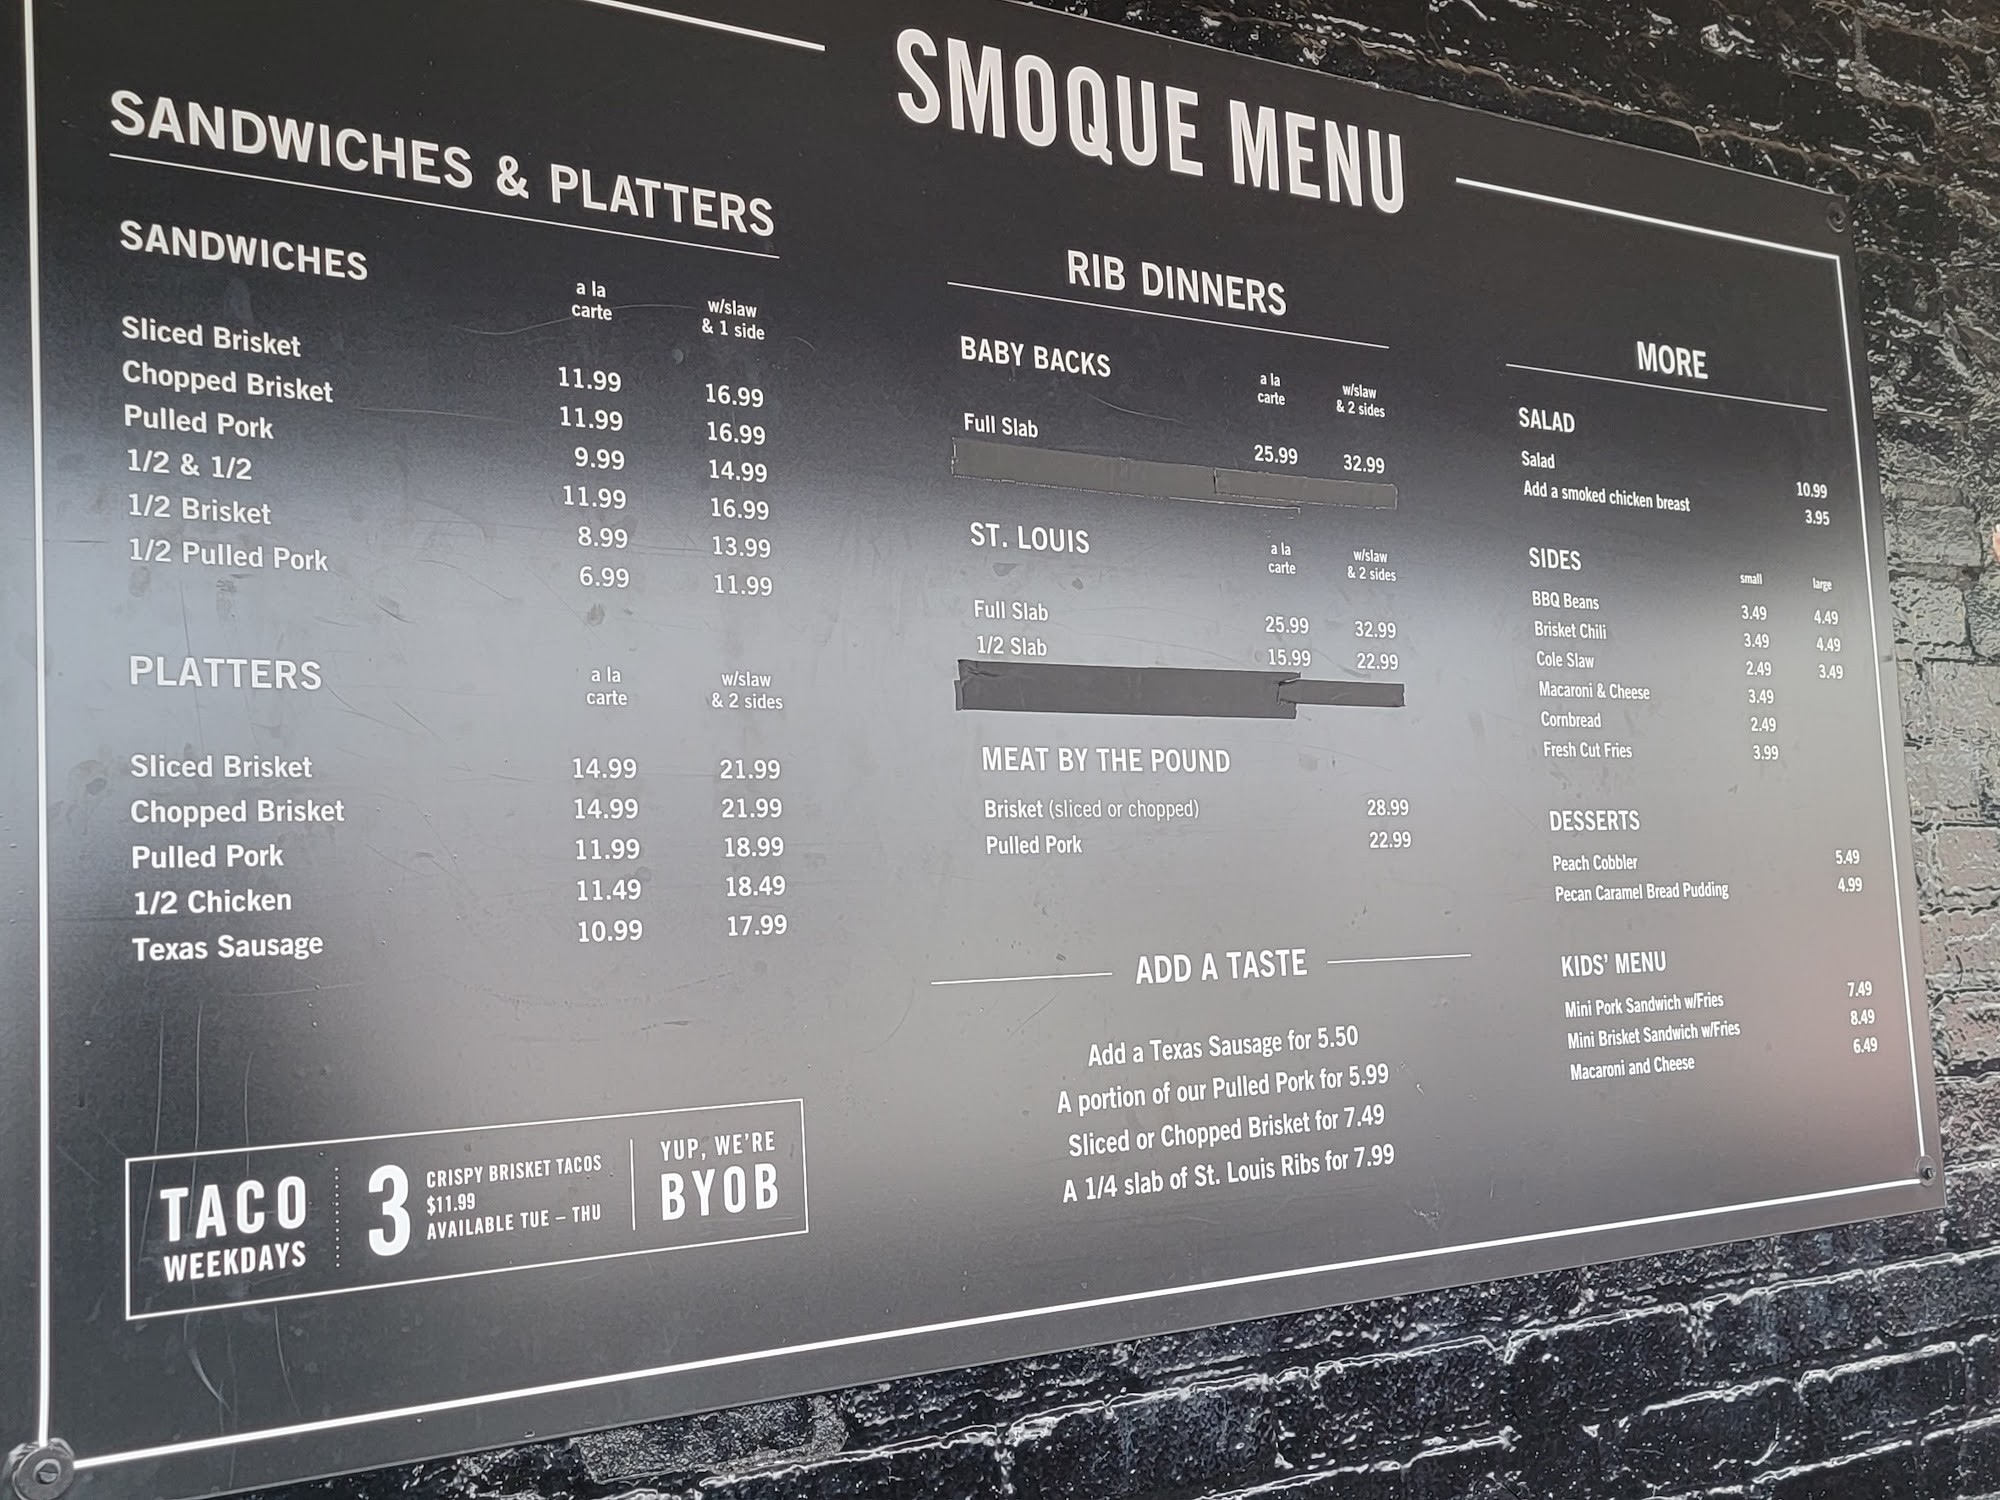 SMOQUE MENU
SANDWICHES & PLATTERS
SANDWICHES
a la carte w/slaw & 1 side
Sliced Brisket 11.99 16.99
Chopped Brisket 11.99 16.99
Pulled Pork 9.99 14.99
1/2 & 1/2 11.99 16.99
1/2 Brisket 8.99 13.99
1/2 Pulled Pork 6.99 11.99
PLATTERS
a la carte w/slaw & 2 sides
Sliced Brisket 14.99 21.99
Chopped Brisket 14.99 21.99
Pulled Pork 11.99 18.99
1/2 Chicken 11.49 18.49
Texas Sausage 10.99 17.99
TACO
WEEKDAYS
3
CRISPY BRISKET TACOS
$11.99
AVAILABLE TUE – THU
YUP, WE'RE
BYOB
RIB DINNERS
BABY BACKS
a la carte w/slaw & 2 sides
Full Slab 25.99 32.99
ST. LOUIS
a la carte w/slaw & 2 sides
Full Slab 25.99 32.99
1/2 Slab 15.99 22.99
MEAT BY THE POUND
Brisket (sliced or chopped) 28.99
Pulled Pork 22.99
ADD A TASTE
Add a Texas Sausage for 5.50
A portion of our Pulled Pork for 5.99
Sliced or Chopped Brisket for 7.49
A 1/4 slab of St. Louis Ribs for 7.99
MORE
SALAD
Salad 10.99
Add a smoked chicken breast 3.95
SIDES
small large
BBQ Beans 3.49 4.49
Brisket Chili 3.49 4.49
Cole Slaw 2.49 3.49
Macaroni & Cheese 3.49
Cornbread 2.49
Fresh Cut Fries 3.99
DESSERTS
Peach Cobbler 5.49
Pecan Caramel Bread Pudding 4.99
KIDS' MENU
Mini Pork Sandwich w/Fries 7.49
Mini Brisket Sandwich w/Fries 8.49
Macaroni and Cheese 6.49